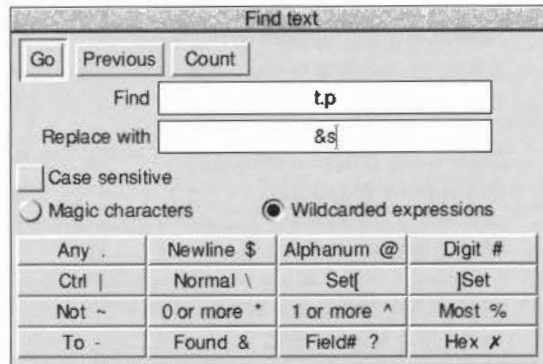 Find text
Go Previous Count
Find t.p
Replace with &s
Case sensitive
Magic characters Wildcarded expressions
Any . Newline $ Alphanum @ Digit #
Ctrl | Normal \ Set[ ]Set
Not ~ 0 or more * 1 or more ^ Most %
To - Found & Field# ? Hex ✗